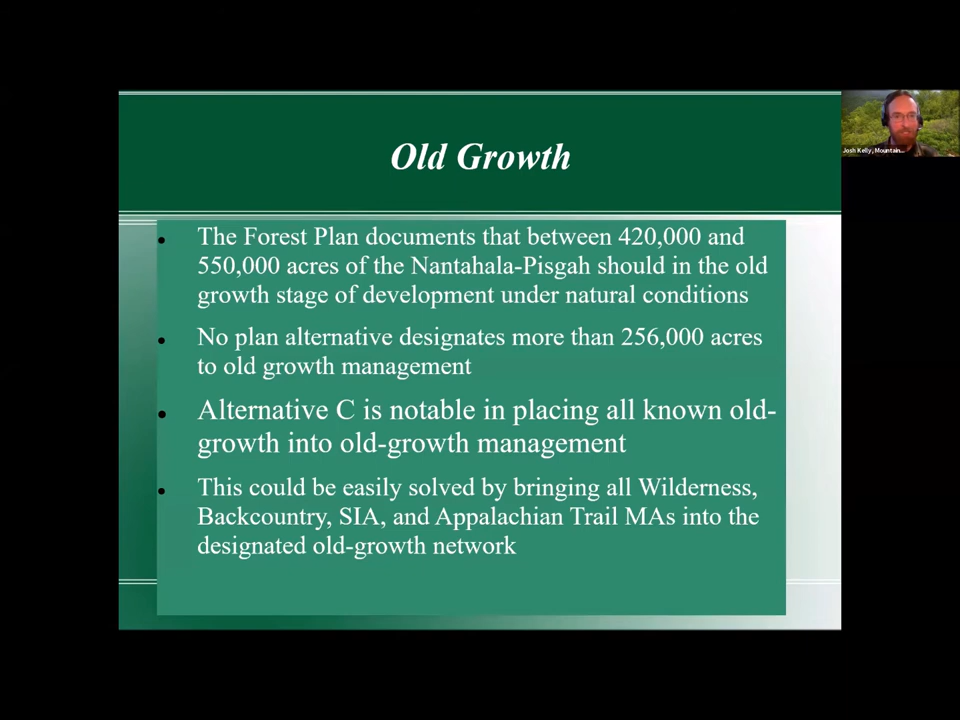 Old Growth
Josh Kelly, Mountain...
The Forest Plan documents that between 420,000 and
550,000 acres of the Nantahala-Pisgah should in the old
growth stage of development under natural conditions
No plan alternative designates more than 256,000 acres
to old growth management
Alternative C is notable in placing all known old-
growth into old-growth management
This could be easily solved by bringing all Wilderness,
Backcountry, SIA, and Appalachian Trail MAs into the
designated old-growth network